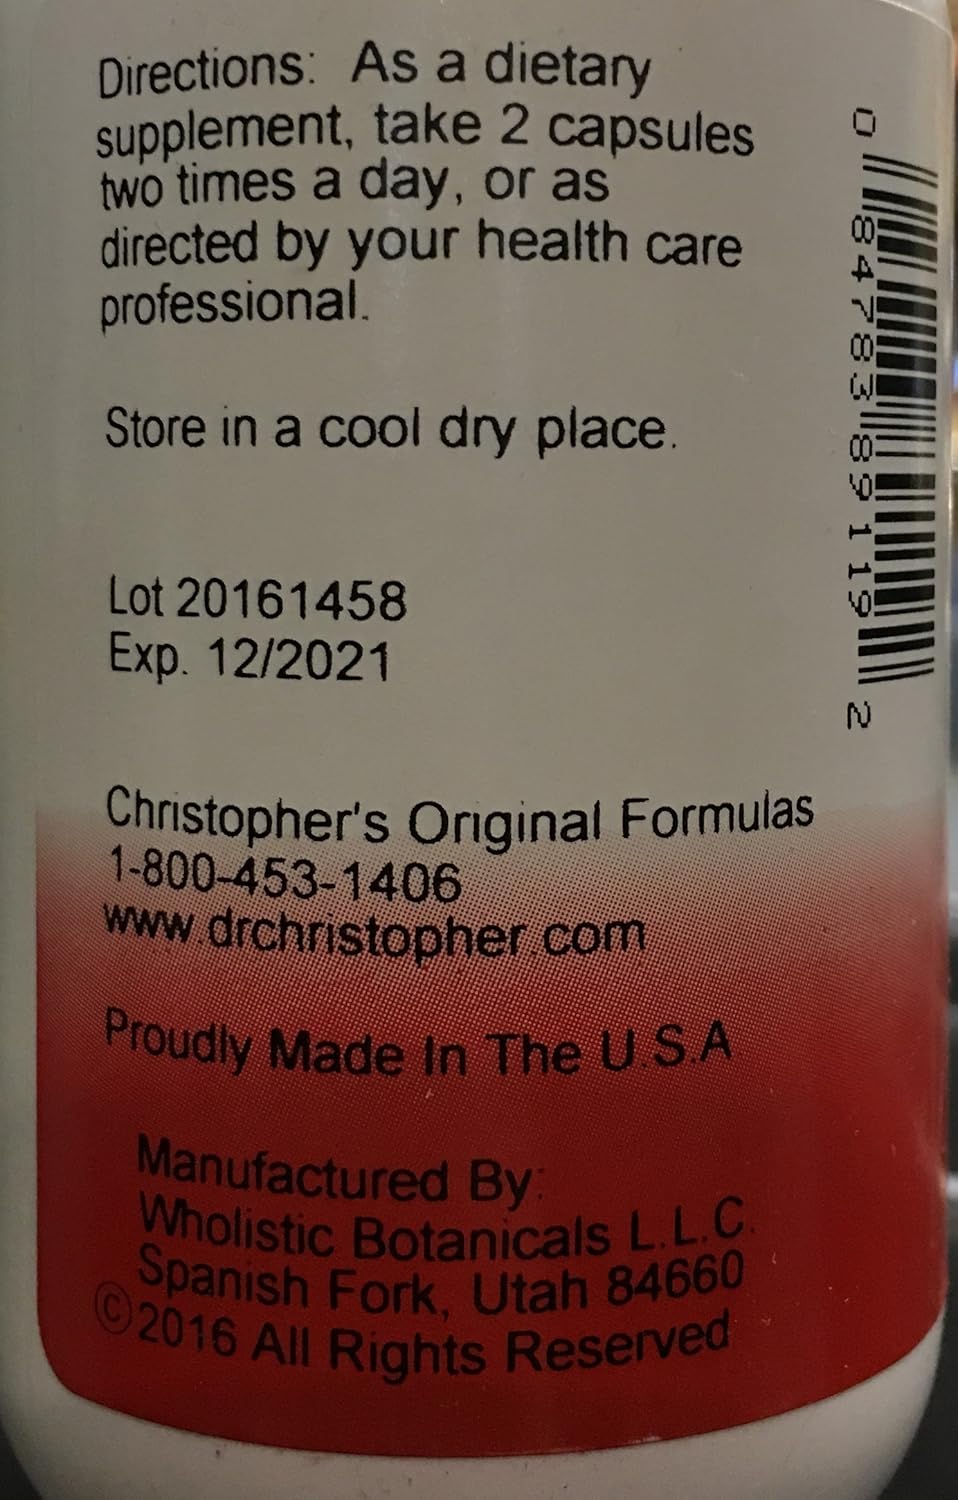 Directions: As a dietary
supplement, take 2 capsules
two times a day, or as
directed by your health care
professional.
Store in a cool dry place.
Lot 20161458
Exp. 12/2021
Christopher's Original Formulas
1-800-453-1406
www.drchristopher.com
Proudly Made In The U.S.A
Manufactured By:
Wholistic Botanicals L.L.C.
Spanish Fork, Utah 84660
©2016 All Rights Reserved
0 84783 89119 2